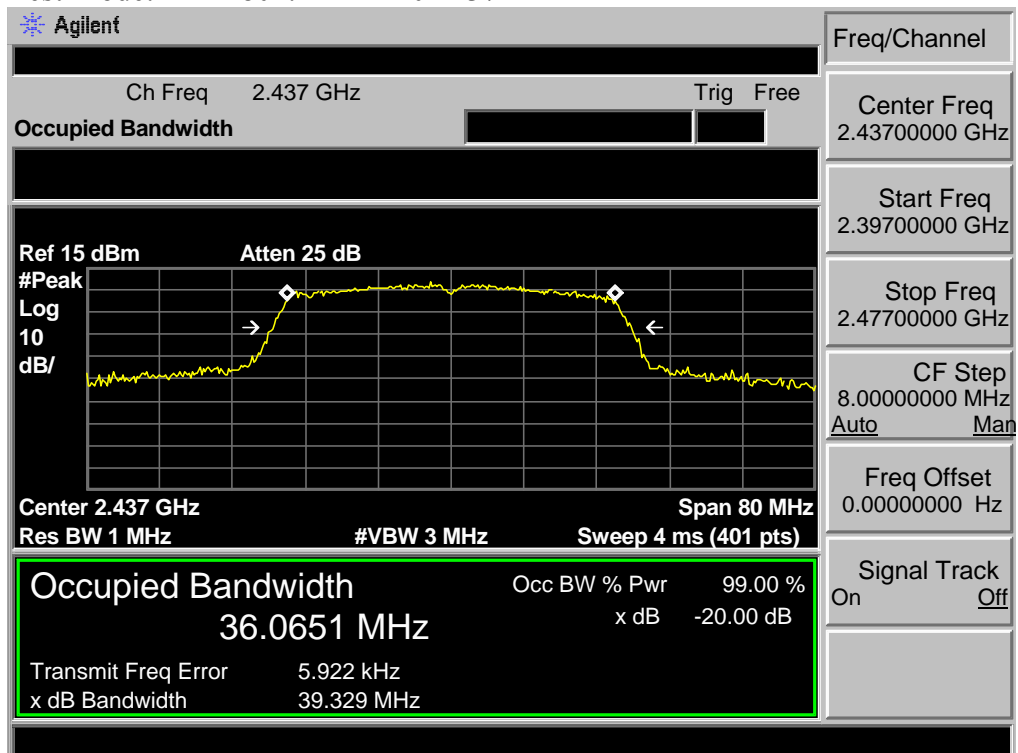 Agilent
Freq/Channel
Ch Freq 2.437 GHz Trig Free
Occupied Bandwidth
Center Freq
2.43700000 GHz
Start Freq
2.39700000 GHz
Ref 15 dBm Atten 25 dB
#Peak
Log
10
dB/
Stop Freq
2.47700000 GHz
CF Step
8.00000000 MHz
Auto Man
Freq Offset
0.00000000 Hz
Center 2.437 GHz Span 80 MHz
Res BW 1 MHz #VBW 3 MHz Sweep 4 ms (401 pts)
Signal Track
On Off
Occupied Bandwidth Occ BW % Pwr 99.00 %
36.0651 MHz x dB -20.00 dB
Transmit Freq Error 5.922 kHz
x dB Bandwidth 39.329 MHz